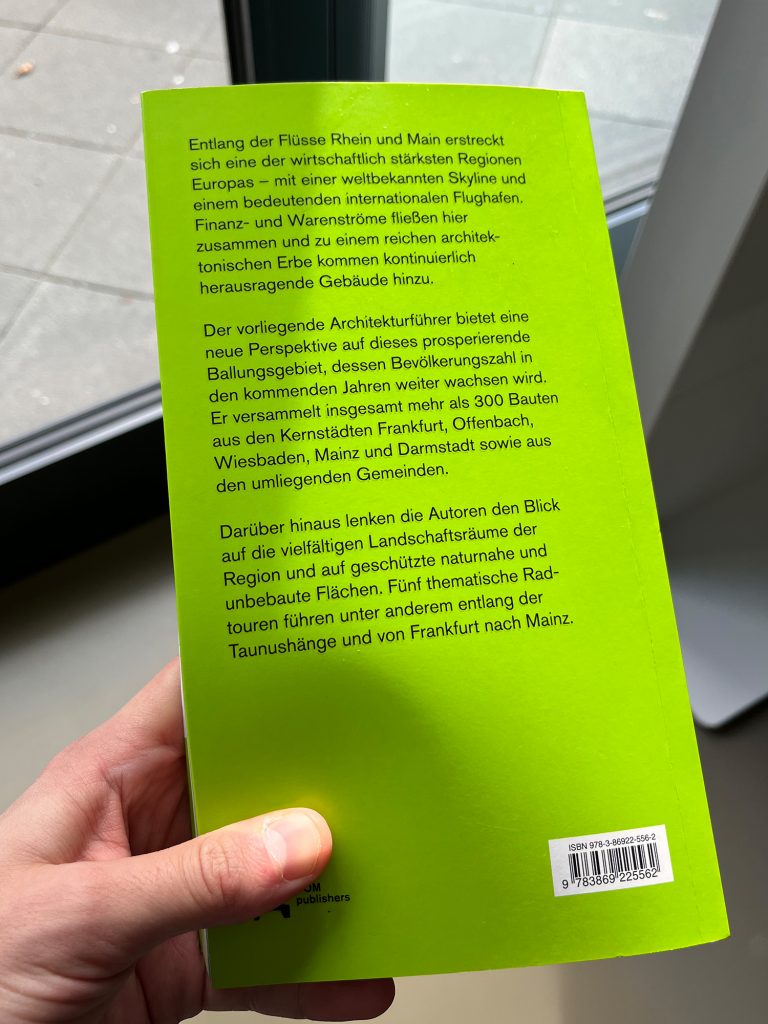 Entlang der Flüsse Rhein und Main erstreckt
sich eine der wirtschaftlich stärksten Regionen
Europas – mit einer weltbekannten Skyline und
einem bedeutenden internationalen Flughafen.
Finanz- und Warenströme fließen hier
zusammen und zu einem reichen architek-
tonischen Erbe kommen kontinuierlich
herausragende Gebäude hinzu.
Der vorliegende Architekturführer bietet eine
neue Perspektive auf dieses prosperierende
Ballungsgebiet, dessen Bevölkerungszahl in
den kommenden Jahren weiter wachsen wird.
Er versammelt insgesamt mehr als 300 Bauten
aus den Kernstädten Frankfurt, Offenbach,
Wiesbaden, Mainz und Darmstadt sowie aus
den umliegenden Gemeinden.
Darüber hinaus lenken die Autoren den Blick
auf die vielfältigen Landschaftsräume der
Region und auf geschützte naturnahe und
unbebaute Flächen. Fünf thematische Rad-
touren führen unter anderem entlang der
Taunushänge und von Frankfurt nach Mainz.
ISBN 978-3-86922-556-2
9 783869 225562
publishers